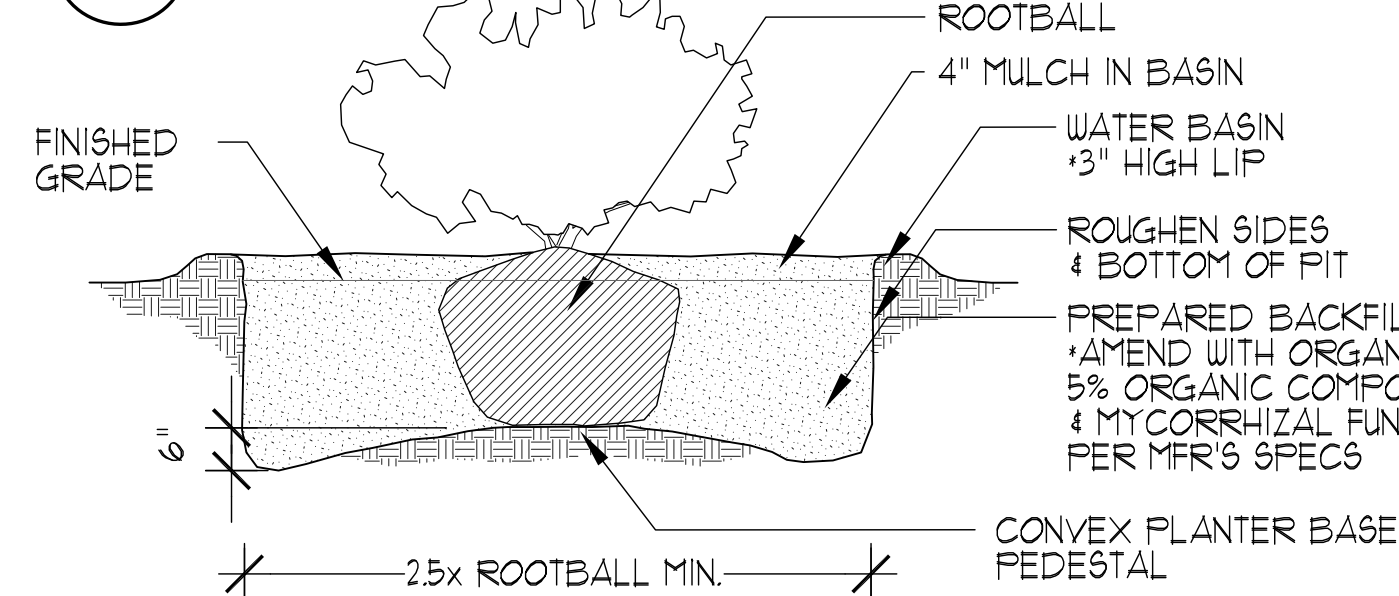 ROOTBALL
4" MULCH IN BASIN
WATER BASIN
*3" HIGH LIP
FINISHED
GRADE
ROUGHEN SIDES
& BOTTOM OF PIT
PREPARED
*AMEND WITH
5% ORGANIC
& MYCORRHIZAL
PER MFR'S SPECS
6"
CONVEX PLANTER BASE
PEDESTAL
2.5x ROOTBALL MIN.